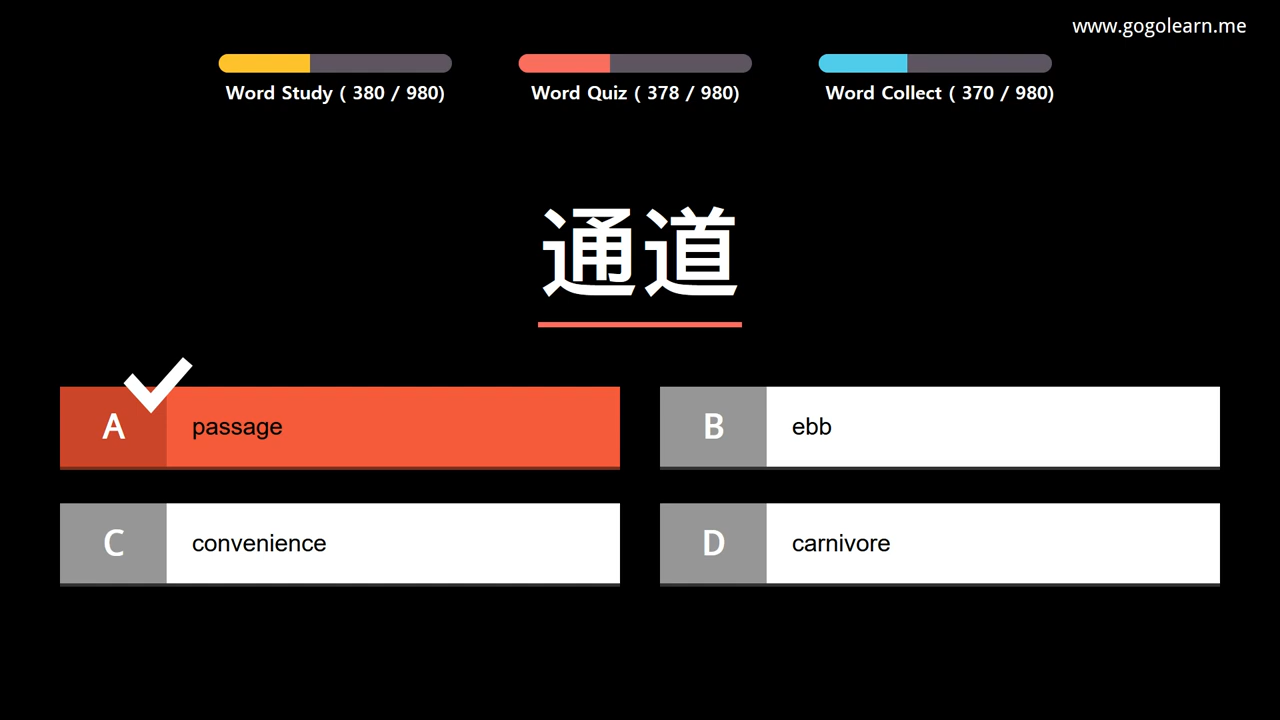 www.gogolearn.me
Word Study ( 380 / 980)
Word Quiz ( 378 / 980)
Word Collect ( 370 / 980)
通道
A passage
B ebb
C convenience
D carnivore